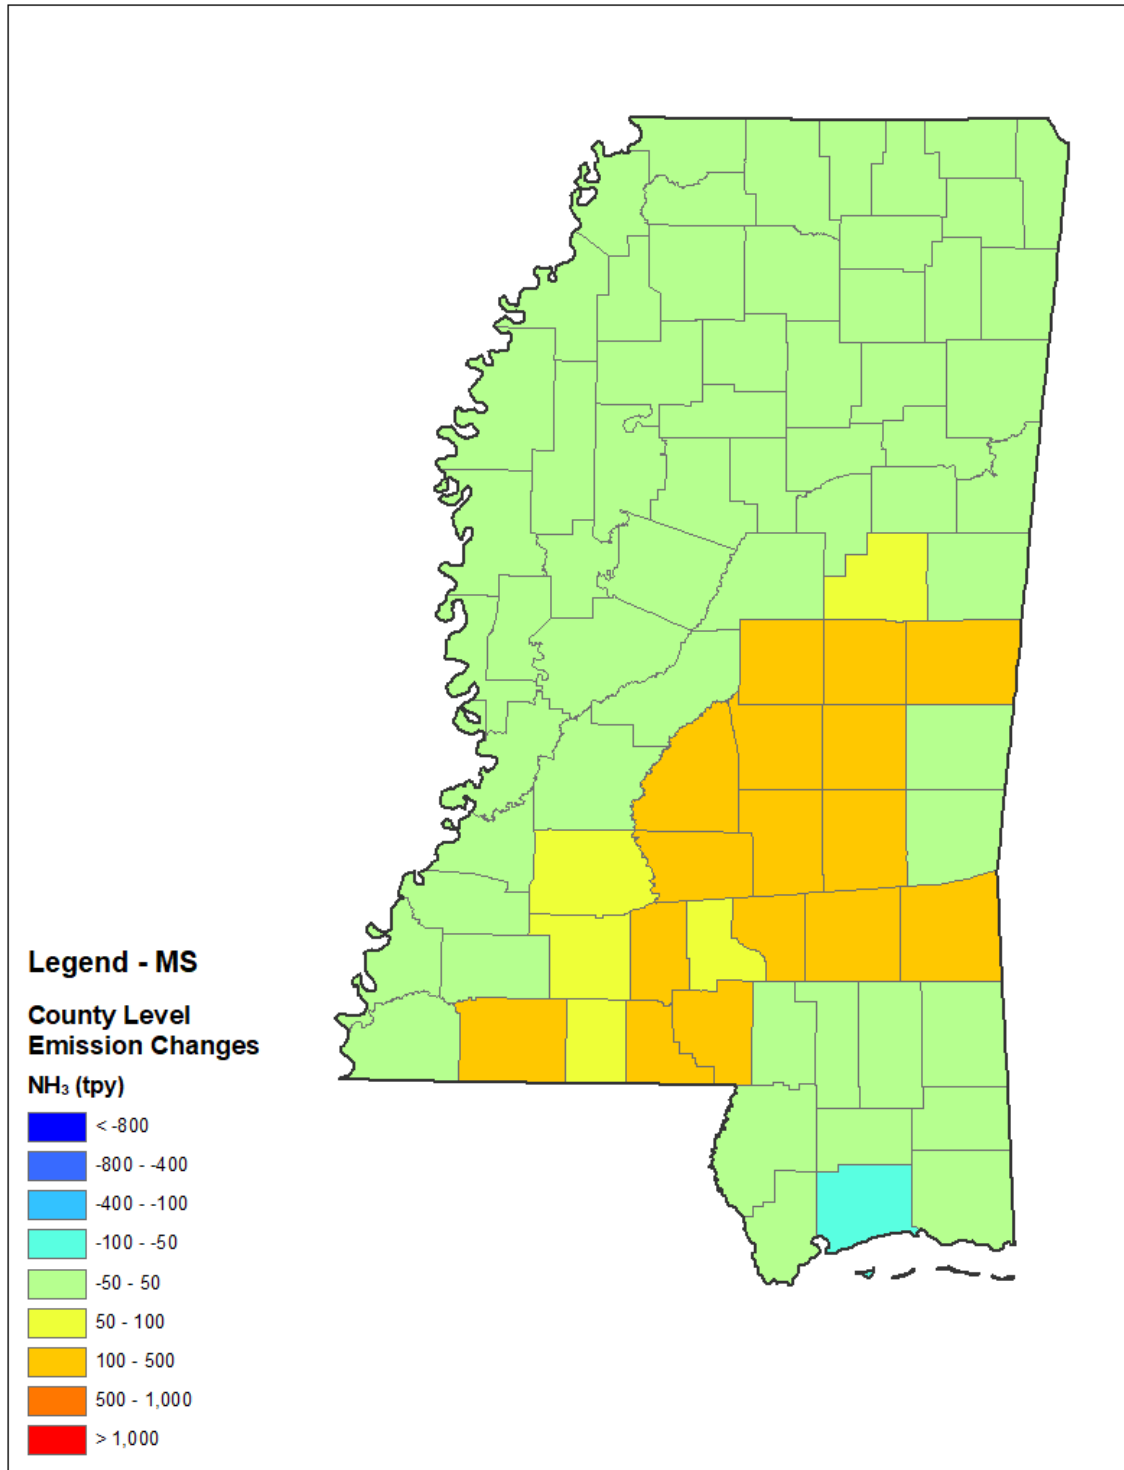 Legend - MS
County Level
Emission Changes
NH₃ (tpy)
< -800
-800 - -400
-400 - -100
-100 - -50
-50 - 50
50 - 100
100 - 500
500 - 1,000
> 1,000